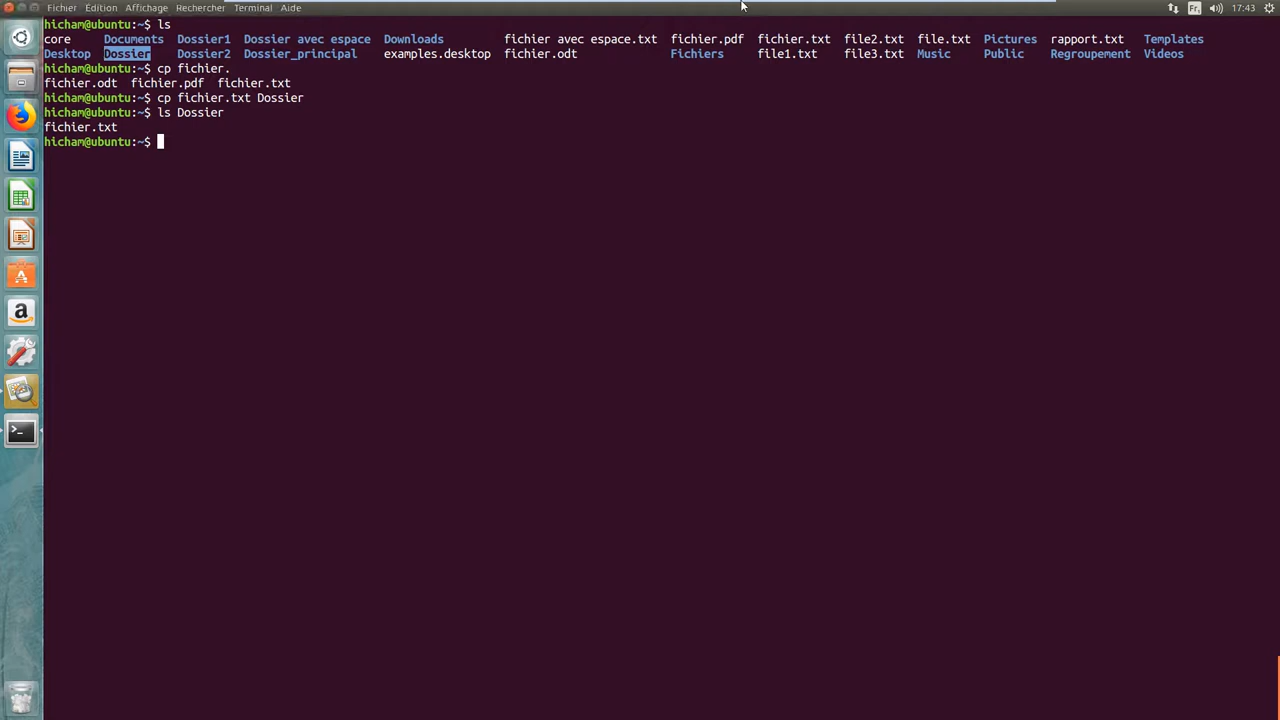 Fichier Édition Affichage Rechercher Terminal Aide Fr 17:43
hicham@ubuntu:~$ ls
core Documents Dossier1 Dossier avec espace Downloads fichier avec espace.txt fichier.pdf fichier.txt file2.txt file.txt Pictures rapport.txt Templates
Desktop Dossier Dossier2 Dossier_principal examples.desktop fichier.odt Fichiers file1.txt file3.txt Music Public Regroupement Videos
hicham@ubuntu:~$ cp fichier.
fichier.odt fichier.pdf fichier.txt
hicham@ubuntu:~$ cp fichier.txt Dossier
hicham@ubuntu:~$ ls Dossier
fichier.txt
hicham@ubuntu:~$